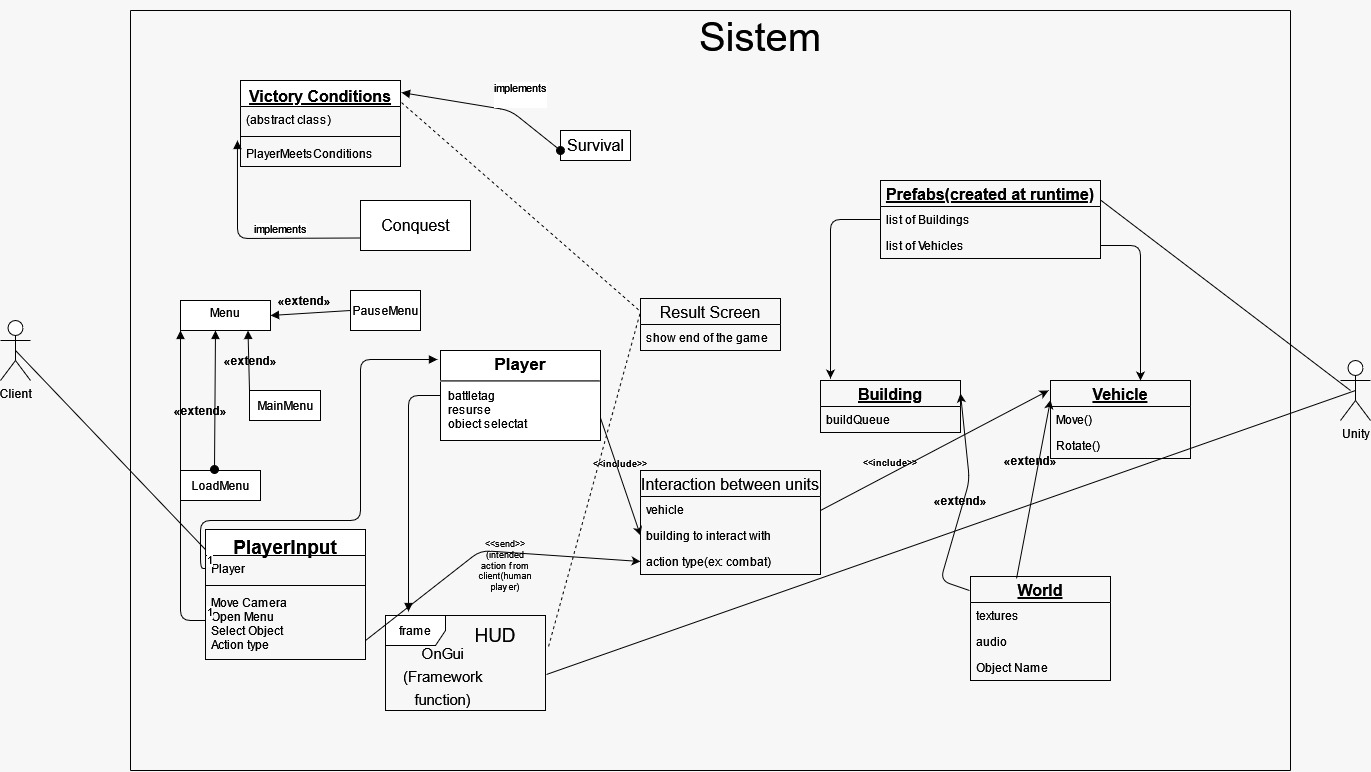 Sistem
Victory Conditions
(abstract class)
PlayerMeetsConditions
implements
Survival
Conquest
implements
Prefabs(created at runtime)
list of Buildings
list of Vehicles
Menu
«extend»
PauseMenu
«extend»
MainMenu
«extend»
LoadMenu
Client
Result Screen
show end of the game
Player
battletag
resurse
object selectat
<<include>>
Building
buildQueue
Vehicle
Move()
Rotate()
Unity
<<include>>
«extend»
«extend»
Interaction between units
vehicle
building to interact with
action type(ex: combat)
PlayerInput
1
Player
Move Camera
1
Open Menu
Select Object
Action type
<<send>>
(intended
action from
client(human
player)
frame
HUD
OnGui
(Framework
function)
World
textures
audio
Object Name